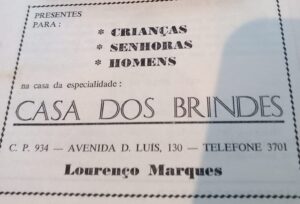 PRESENTES
PARA :
* CRIANÇAS
* SENHORAS
* HOMENS
na casa da especialidade :
CASA DOS BRINDES
C. P. 934 — AVENIDA D. LUIS, 130 — TELEFONE 3701
Lourenço Marques